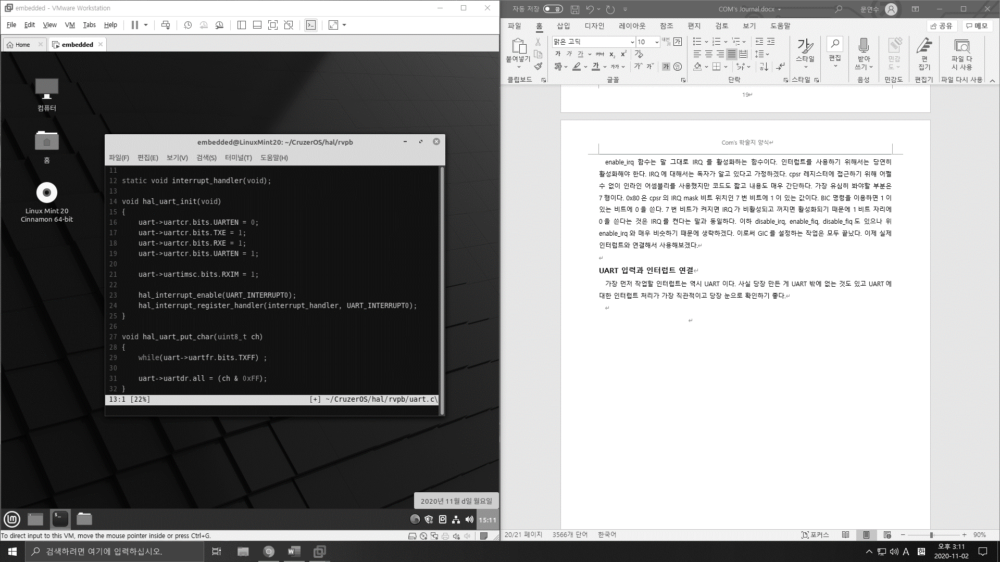 embedded - VMware Workstation
File Edit View VM Tabs Help
Home embedded
컴퓨터
홈
Linux Mint 20
Cinnamon 64-bit
embedded@LinuxMint20: ~/CruzerOS/hal/rvpb
파일(F) 편집(E) 보기(V) 검색(S) 터미널(T) 도움말(H)
11
12 static void interrupt_handler(void);
13
14 void hal_uart_init(void)
15 {
16 uart->uartcr.bits.UARTEN = 0;
17 uart->uartcr.bits.TXE = 1;
18 uart->uartcr.bits.RXE = 1;
19 uart->uartcr.bits.UARTEN = 1;
20
21 uart->uartimsc.bits.RXIM = 1;
22
23 hal_interrupt_enable(UART_INTERRUPT0);
24 hal_interrupt_register_handler(interrupt_handler, UART_INTERRUPT0);
25 }
26
27 void hal_uart_put_char(uint8_t ch)
28 {
29 while(uart->uartfr.bits.TXFF) ;
30
31 uart->uartdr.all = (ch & 0xFF);
32 }
13:1 [22%] [+] ~/CruzerOS/hal/rvpb/uart.c\
2020년 11월 d일 월요일
15:11
To direct input to this VM, move the mouse pointer inside or press Ctrl+G.
자동 저장 끔 COM's Journal.docx 문연수
파일 홈 삽입 디자인 레이아웃 참조 편지 검토 보기 도움말 공유 메모
붙여넣기 맑은 고딕 10 스타일 편집 받아쓰기 민감도 편집기 파일 다시 사용
클립보드 글꼴 단락 스타일 음성 민감도 편집기 파일 다시 사용
19
Com's 학술지 양식
enable_irq 함수는 말 그대로 IRQ 를 활성화하는 함수이다. 인터럽트를 사용하기 위해서는 당연히
활성화해야 한다. IRQ 에 대해서는 독자가 알고 있다고 가정하겠다. cpsr 레지스터에 접근하기 위해 어쩔
수 없이 인라인 어셈블리를 사용했지만 코드도 짧고 내용도 매우 간단하다. 가장 유심히 봐야할 부분은
7 행이다. 0x80 은 cpsr 의 IRQ mask 비트 위치인 7 번 비트에 1 이 있는 값이다. BIC 명령을 이용하면 1 이
있는 비트에 0 을 쓴다. 7 번 비트가 켜지면 IRQ 가 비활성되고 꺼지면 활성화되기 때문에 1 비트 자리에
0 을 쓴다는 것은 IRQ 를 켠다는 말과 동일하다. 이하 disable_irq, enable_fiq, disable_fiq 도 있으나 위
enable_irq 와 매우 비슷하기 때문에 생략하겠다. 이로써 GIC 를 설정하는 작업은 모두 끝났다. 이제 실제
인터럽트와 연결해서 사용해보겠다.
UART 입력과 인터럽트 연결
가장 먼저 작업할 인터럽트는 역시 UART 이다. 사실 당장 만든 게 UART 밖에 없는 것도 있고 UART 에
대한 인터럽트 처리가 가장 직관적이고 당장 눈으로 확인하기 좋다.
20/21 페이지 3566개 단어 한국어 포커스 90%
검색하려면 여기에 입력하십시오.
A 한 오후 3:11
2020-11-02